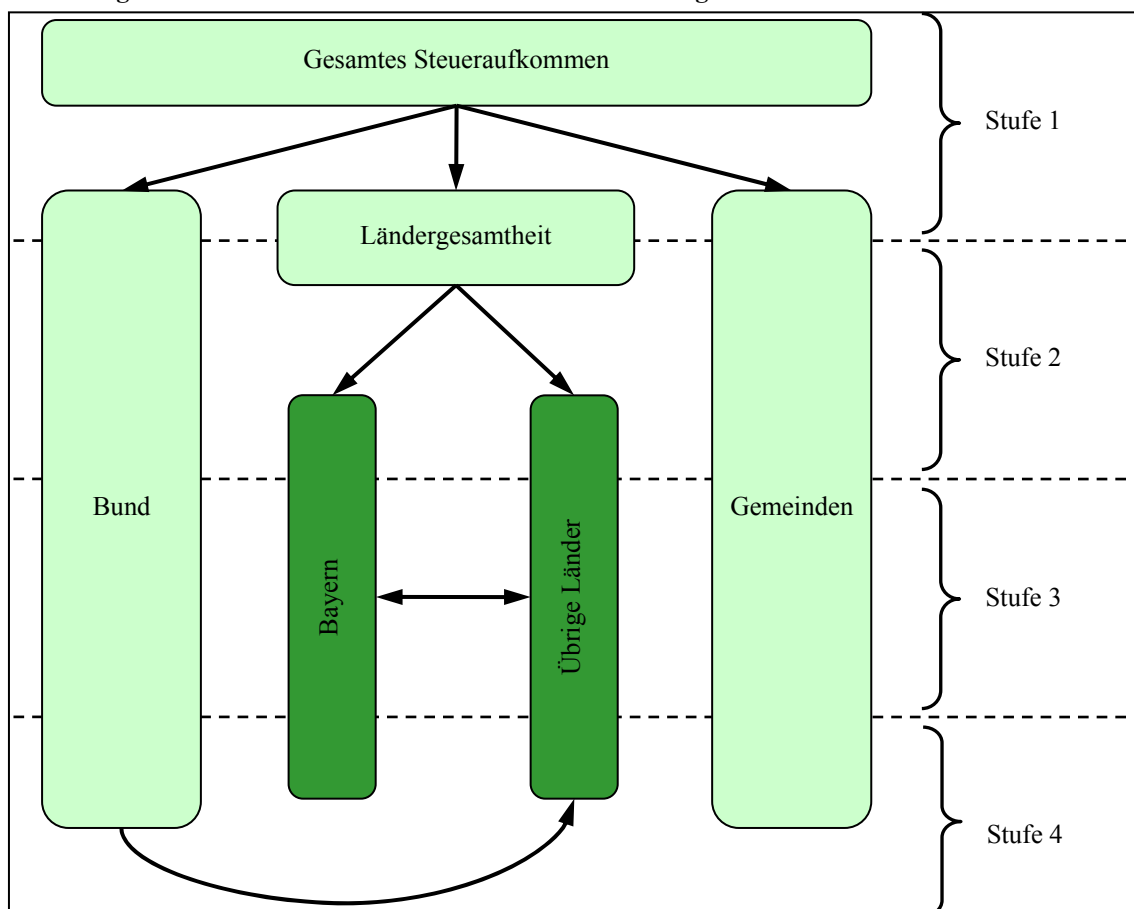 Gesamtes Steueraufkommen
Stufe 1
Ländergesamtheit
Stufe 2
Bund
Gemeinden
Bayern
Übrige Länder
Stufe 3
Stufe 4